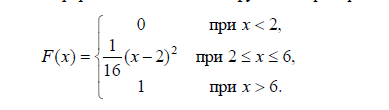 0 при x < 2,
F(x) = { 1/16 (x – 2)² при 2 ≤ x ≤ 6,
1 при x > 6.